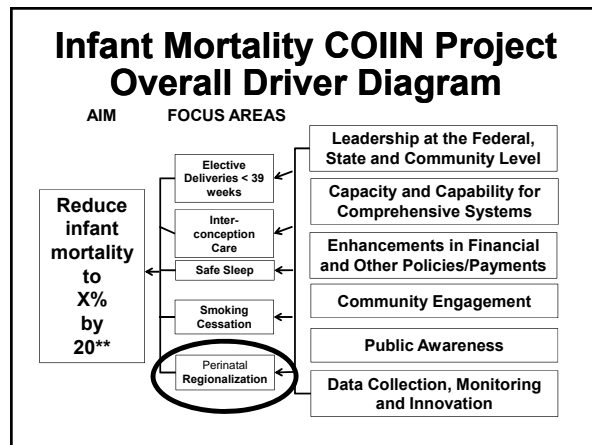 Infant Mortality COIIN Project
Overall Driver Diagram
AIM FOCUS AREAS
Reduce
infant
mortality
to
X%
by
20**
Elective
Deliveries < 39
weeks
Inter-
conception
Care
Safe Sleep
Smoking
Cessation
Perinatal
Regionalization
Leadership at the Federal,
State and Community Level
Capacity and Capability for
Comprehensive Systems
Enhancements in Financial
and Other Policies/Payments
Community Engagement
Public Awareness
Data Collection, Monitoring
and Innovation